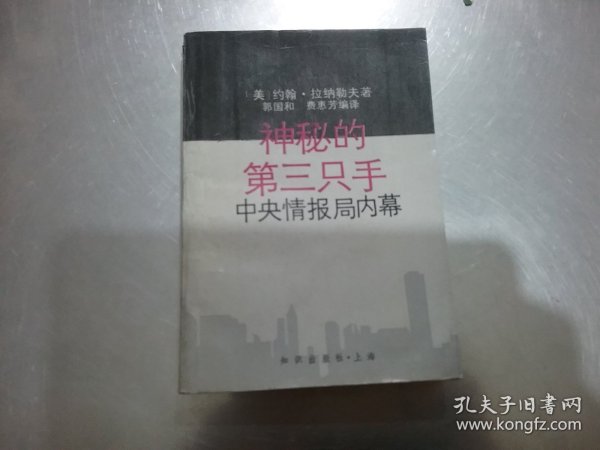 〔美〕约翰·拉纳勒夫著
郭国和 费惠芳编译
神秘的
第三只手
中央情报局内幕
知识出版社·上海
孔夫子旧书网
www.kongfz.com